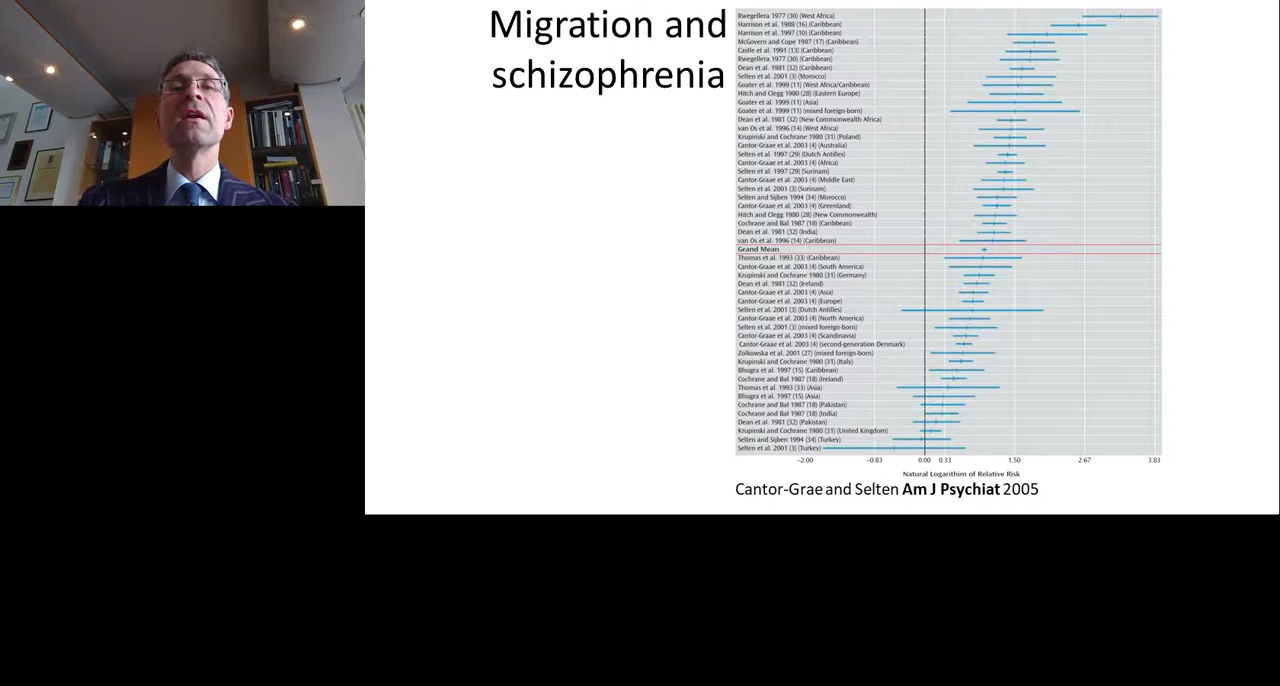 Migration and
schizophrenia
Rwegellera 1977 (30) (West Africa)
Harrison et al. 1988 (16) (Caribbean)
Harrison et al. 1997 (10) (Caribbean)
McGovern and Cope 1987 (17) (Caribbean)
Castle et al. 1991 (13) (Caribbean)
Rwegellera 1977 (30) (Caribbean)
Dean et al. 1981 (32) (Caribbean)
Selten et al. 2001 (3) (Morocco)
Goater et al. 1999 (11) (West Africa/Caribbean)
Hitch and Clegg 1980 (28) (Eastern Europe)
Goater et al. 1999 (11) (Asia)
Goater et al. 1999 (11) (mixed foreign-born)
Dean et al. 1981 (32) (New Commonwealth Africa)
van Os et al. 1996 (14) (West Africa)
Krupinski and Cochrane 1980 (31) (Poland)
Cantor-Graae et al. 2003 (4) (Australia)
Selten et al. 1997 (29) (Dutch Antilles)
Cantor-Graae et al. 2003 (4) (Africa)
Selten et al. 1997 (29) (Surinam)
Cantor-Graae et al. 2003 (4) (Middle East)
Selten et al. 2001 (3) (Surinam)
Selten and Sijben 1994 (34) (Morocco)
Cantor-Graae et al. 2003 (4) (Greenland)
Hitch and Clegg 1980 (28) (New Commonwealth)
Cochrane and Bal 1987 (18) (Caribbean)
Dean et al. 1981 (32) (India)
van Os et al. 1996 (14) (Caribbean)
Grand Mean
Thomas et al. 1993 (33) (Caribbean)
Cantor-Graae et al. 2003 (4) (South America)
Krupinski and Cochrane 1980 (31) (Germany)
Dean et al. 1981 (32) (Ireland)
Cantor-Graae et al. 2003 (4) (Asia)
Cantor-Graae et al. 2003 (4) (Europe)
Selten et al. 2001 (3) (Dutch Antilles)
Cantor-Graae et al. 2003 (4) (North America)
Selten et al. 2001 (3) (mixed foreign-born)
Cantor-Graae et al. 2003 (4) (Scandinavia)
Cantor-Graae et al. 2003 (4) (second-generation Denmark)
Zolkowska et al. 2001 (27) (mixed foreign-born)
Krupinski and Cochrane 1980 (31) (Italy)
Bhugra et al. 1997 (15) (Caribbean)
Cochrane and Bal 1987 (18) (Ireland)
Thomas et al. 1993 (33) (Asia)
Bhugra et al. 1997 (15) (Asia)
Cochrane and Bal 1987 (18) (Pakistan)
Cochrane and Bal 1987 (18) (India)
Dean et al. 1981 (32) (Pakistan)
Krupinski and Cochrane 1980 (31) (United Kingdom)
Selten and Sijben 1994 (34) (Turkey)
Selten et al. 2001 (3) (Turkey)
–2.00 –0.83 0.00 0.33 1.50 2.67 3.83
Natural Logarithim of Relative Risk
Cantor-Grae and Selten Am J Psychiat 2005